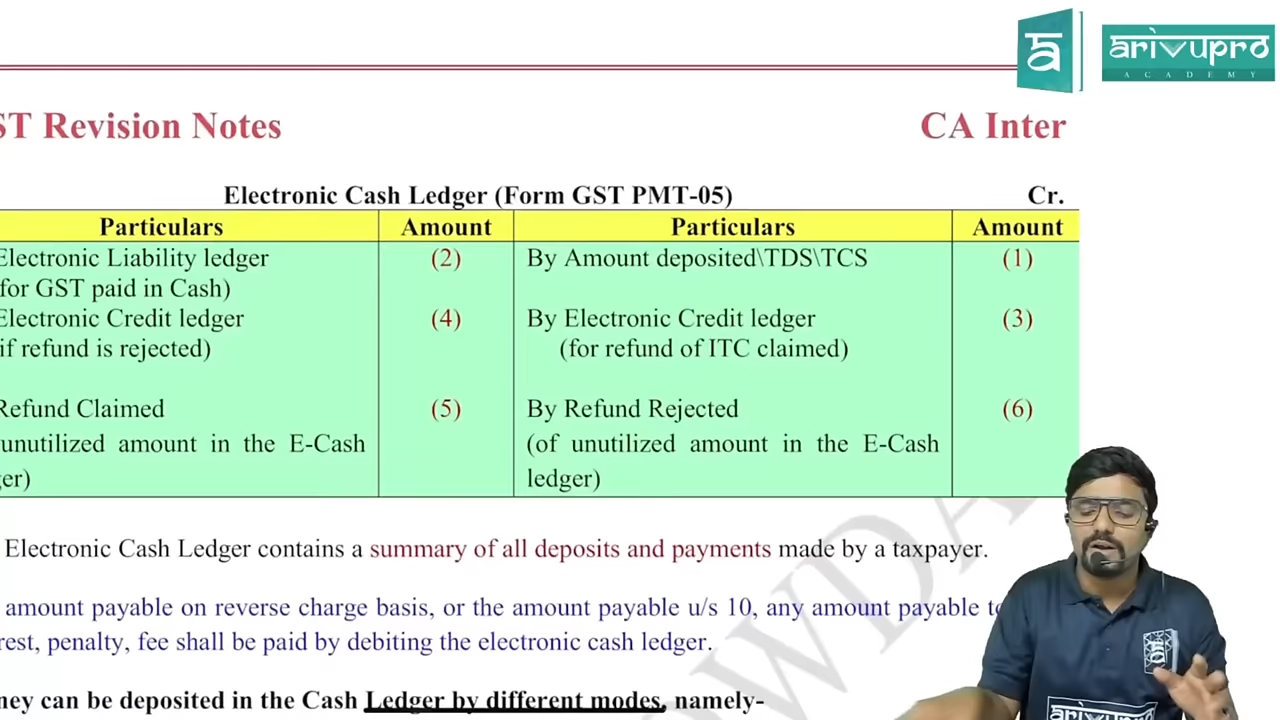 arivupro
ACADEMY
ST Revision Notes
CA Inter
Electronic Cash Ledger (Form GST PMT-05)
Cr.
Particulars Amount Particulars Amount
Electronic Liability ledger (2) By Amount deposited\TDS\TCS (1)
for GST paid in Cash)
Electronic Credit ledger (4) By Electronic Credit ledger (3)
if refund is rejected) (for refund of ITC claimed)
Refund Claimed (5) By Refund Rejected (6)
unutilized amount in the E-Cash (of unutilized amount in the E-Cash
ger) ledger)
Electronic Cash Ledger contains a summary of all deposits and payments made by a taxpayer.
amount payable on reverse charge basis, or the amount payable u/s 10, any amount payable
rest, penalty, fee shall be paid by debiting the electronic cash ledger.
ney can be deposited in the Cash Ledger by different modes, namely-
arivupro